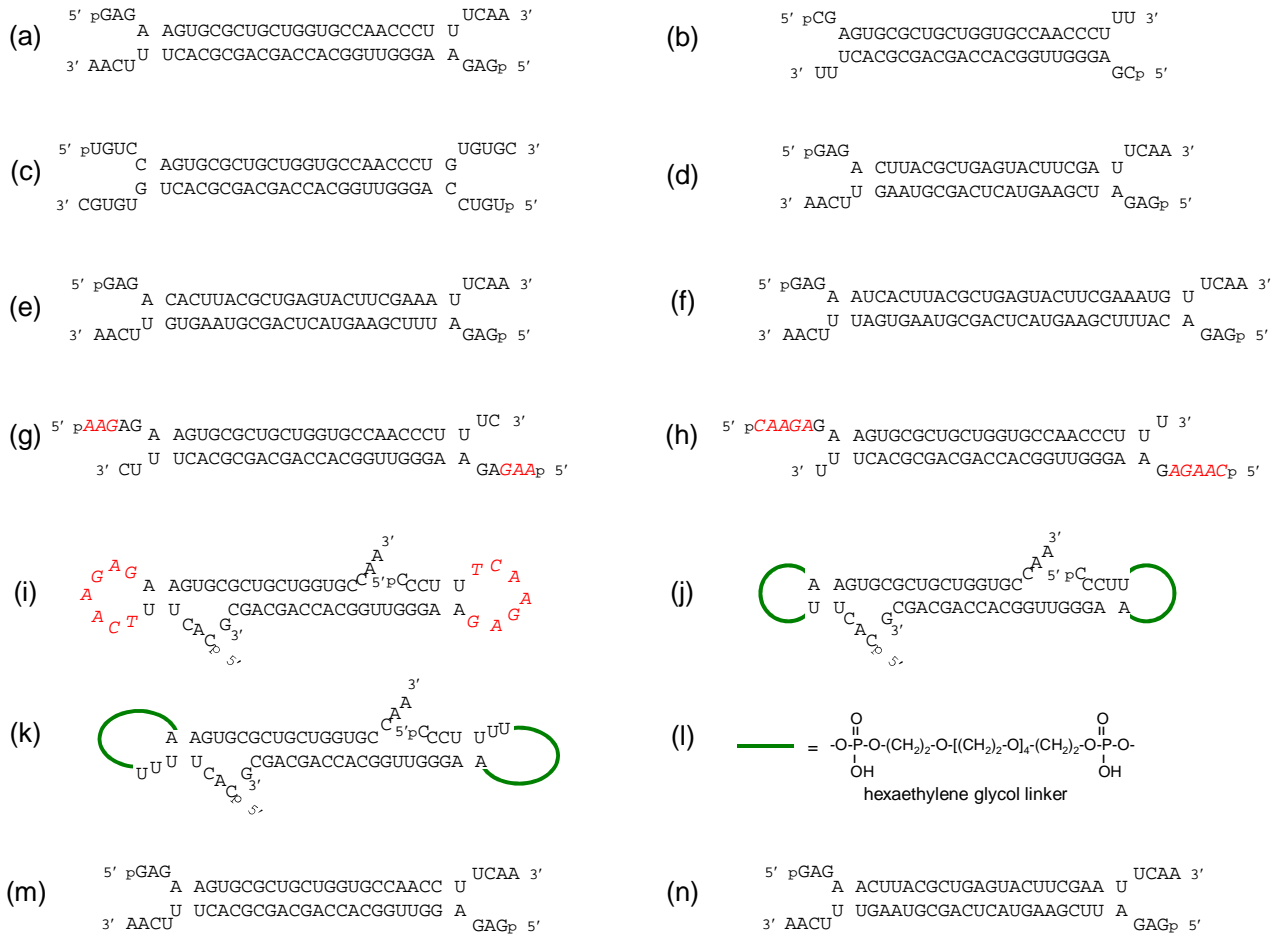 (a)
5′ pGAG UCAA 3′
A AGUGCGCUGCUGGUGCCAACCCU U
U UCACGCGACGACCACGGUUGGGA A
3′ AACU GAGp 5′
(b)
5′ pCG UU 3′
AGUGCGCUGCUGGUGCCAACCCU
UCACGCGACGACCACGGUUGGGA
3′ UU GCp 5′
(c)
5′ pUGUC UGUGC 3′
C AGUGCGCUGCUGGUGCCAACCCU G
G UCACGCGACGACCACGGUUGGGA C
3′ CGUGU CUGUp 5′
(d)
5′ pGAG UCAA 3′
A CUUACGCUGAGUACUUCGA U
U GAAUGCGACUCAUGAAGCU A
3′ AACU GAGp 5′
(e)
5′ pGAG UCAA 3′
A CACUUACGCUGAGUACUUCGAAA U
U GUGAAUGCGACUCAUGAAGCUUU A
3′ AACU GAGp 5′
(f)
5′ pGAG UCAA 3′
A AUCACUUACGCUGAGUACUUCGAAAUG U
U UAGUGAAUGCGACUCAUGAAGCUUUAC A
3′ AACU GAGp 5′
(g)
5′ pAAGAG UC 3′
A AGUGCGCUGCUGGUGCCAACCCU U
U UCACGCGACGACCACGGUUGGGA A
3′ CU GAGAAp 5′
(h)
5′ pCAAGAG U 3′
A AGUGCGCUGCUGGUGCCAACCCU U
U UCACGCGACGACCACGGUUGGGA A
3′ U GAGAACp 5′
(i)
GAG
A
ACT
A AGUGCGCUGCUGGUGC CAA 3′ 5′ pC CCU U
U U CACp 5′ G 3′ CGACGACCACGGUUGGGA A
TCA
A
GAG
(j)
A AGUGCGCUGCUGGUGC CAA 3′ 5′ pC CCUU
U U CACp 5′ G 3′ CGACGACCACGGUUGGGA A
(k)
A AGUGCGCUGCUGGUGC CAA 3′ 5′pC CCU U UU
UU U U CACp 5′ G 3′ CGACGACCACGGUUGGGA A
(l)
= -O-P-O-(CH2)2-O-[(CH2)2-O]4-(CH2)2-O-P-O-
O O
OH OH
hexaethylene glycol linker
(m)
5′ pGAG UCAA 3′
A AGUGCGCUGCUGGUGCCAACC U
U UCACGCGACGACCACGGUUGG A
3′ AACU GAGp 5′
(n)
5′ pGAG UCAA 3′
A ACUUACGCUGAGUACUUCGAA U
U UGAAUGCGACUCAUGAAGCUU A
3′ AACU GAGp 5′